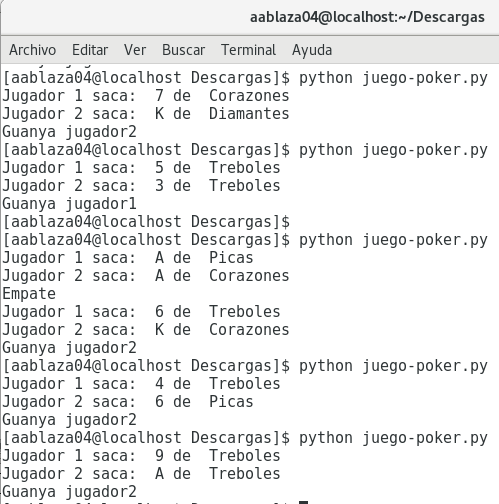 aablaza04@localhost:~/Descargas
Archivo Editar Ver Buscar Terminal Ayuda
[aablaza04@localhost Descargas]$ python juego-poker.py
Jugador 1 saca:  7 de  Corazones
Jugador 2 saca:  K de  Diamantes
Guanya jugador2
[aablaza04@localhost Descargas]$ python juego-poker.py
Jugador 1 saca:  5 de  Treboles
Jugador 2 saca:  3 de  Treboles
Guanya jugador1
[aablaza04@localhost Descargas]$
[aablaza04@localhost Descargas]$ python juego-poker.py
Jugador 1 saca:  A de  Picas
Jugador 2 saca:  A de  Corazones
Empate
Jugador 1 saca:  6 de  Treboles
Jugador 2 saca:  K de  Corazones
Guanya jugador2
[aablaza04@localhost Descargas]$ python juego-poker.py
Jugador 1 saca:  4 de  Treboles
Jugador 2 saca:  6 de  Picas
Guanya jugador2
[aablaza04@localhost Descargas]$ python juego-poker.py
Jugador 1 saca:  9 de  Treboles
Jugador 2 saca:  A de  Treboles
Guanya jugador2